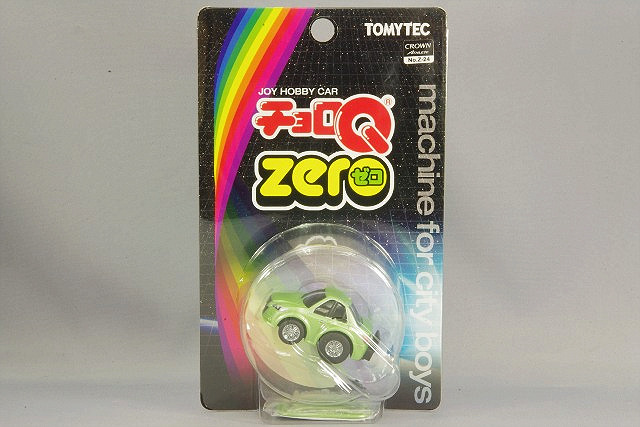 TOMYTEC
CROWN
Athlete
No.Z-24
JOY HOBBY CAR
チョロQ®
zero ゼロ
machine for city boys